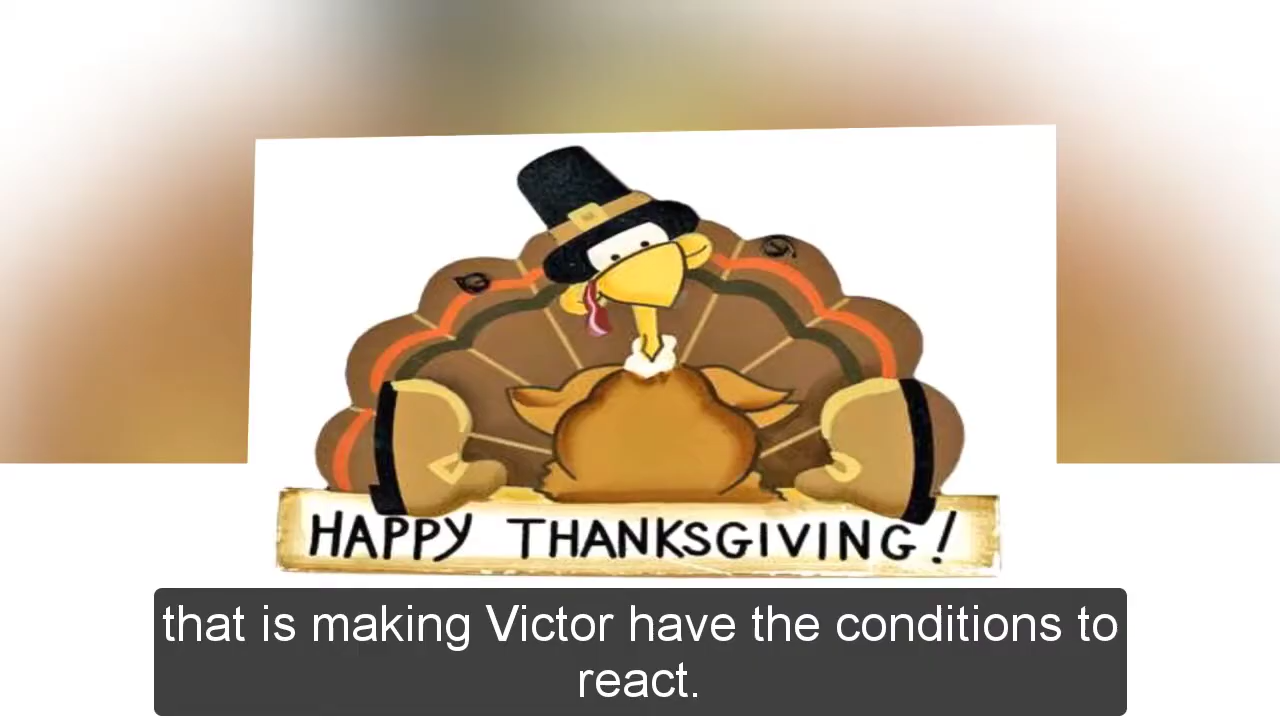 HAPPY THANKSGIVING!
that is making Victor have the conditions to
react.